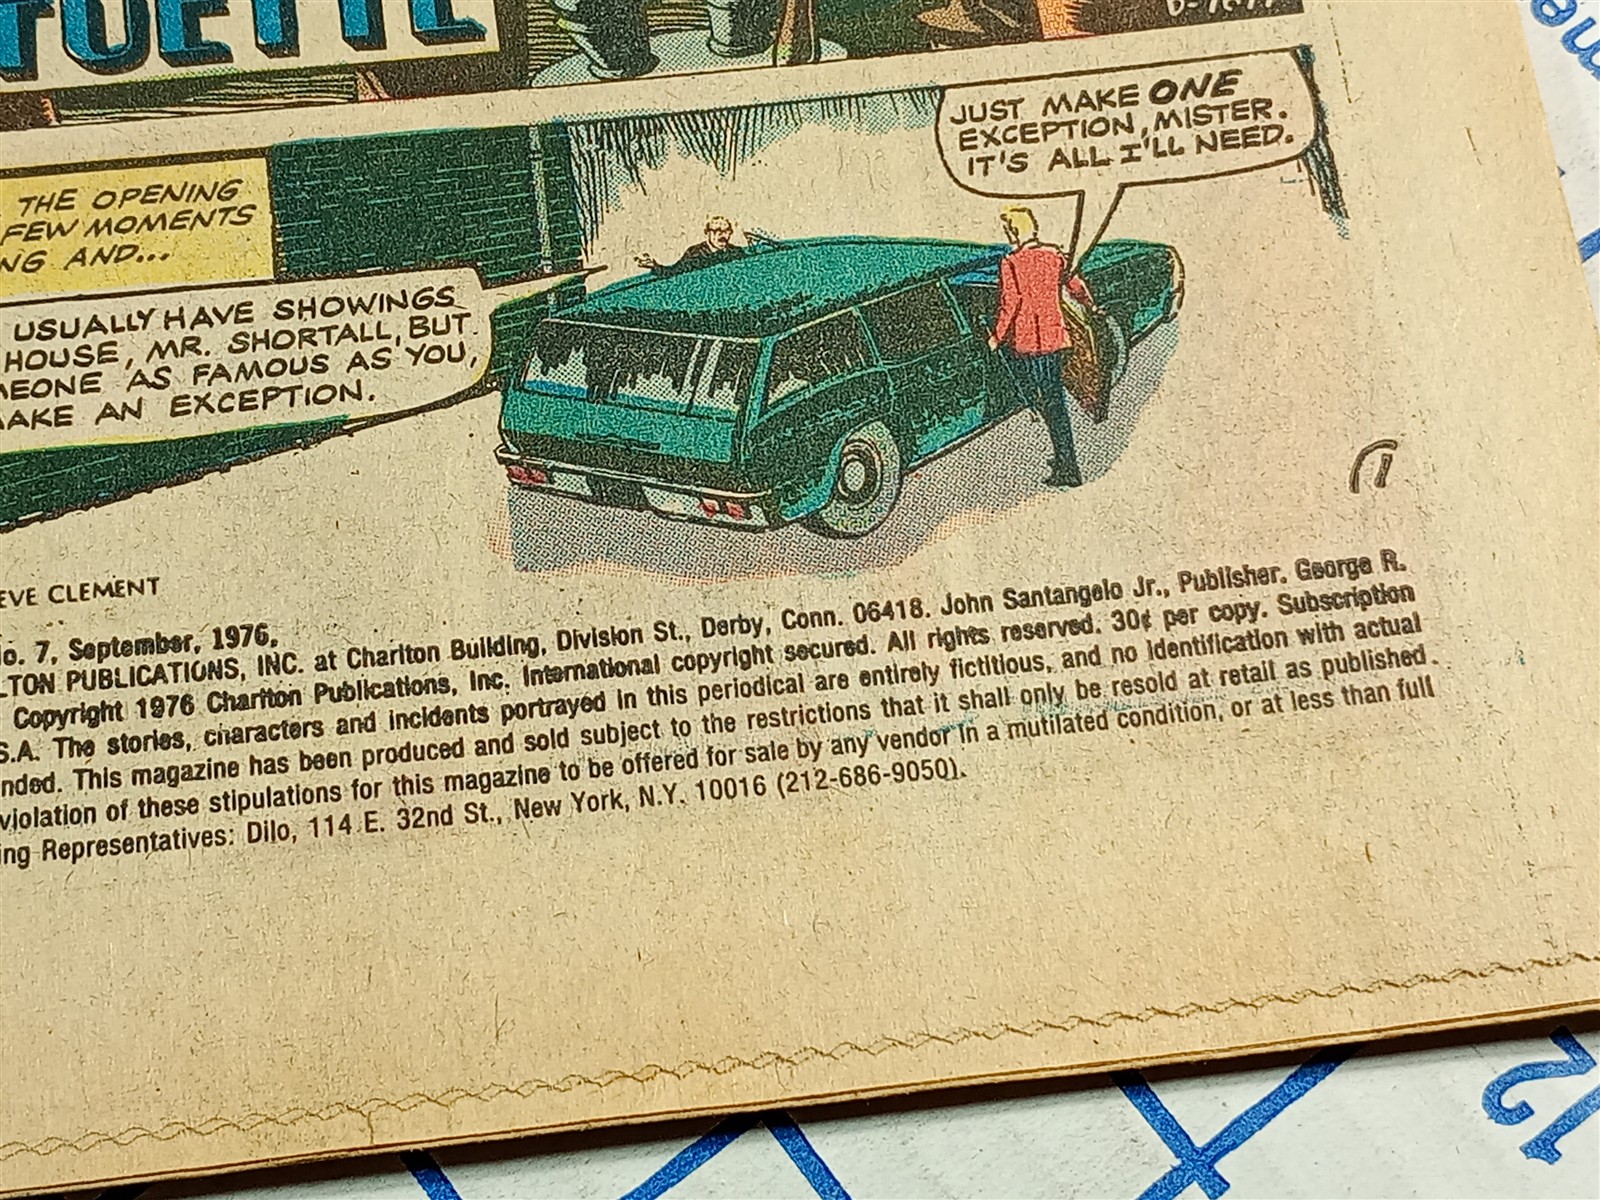 D-7677
JUST MAKE ONE
EXCEPTION, MISTER.
IT'S ALL I'LL NEED.
THE OPENING
FEW MOMENTS
AND...
USUALLY HAVE SHOWINGS
HOUSE, MR. SHORTALL, BUT
AS FAMOUS AS YOU,
AN EXCEPTION.
1
CLEMENT
No. 7, September, 1976,
LTON PUBLICATIONS, INC. at Charlton Building, Division St., Derby, Conn. 06418. John Santangelo Jr., Publisher. George R.
Copyright 1976 Charlton Publications, Inc. International copyright secured. All rights reserved. 30¢ per copy. Subscription
S.A. The stories, characters and incidents portrayed in this periodical are entirely fictitious, and no identification with actual
nded. This magazine has been produced and sold subject to the restrictions that it shall only be resold at retail as published.
violation of these stipulations for this magazine to be offered for sale by any vendor in a mutilated condition, or at less than full
ing Representatives: Dilo, 114 E. 32nd St., New York, N.Y. 10016 (212-686-9050).
12